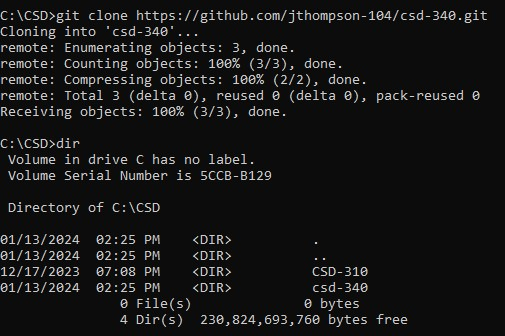 C:\CSD>git clone https://github.com/jthompson-104/csd-340.git
Cloning into 'csd-340'...
remote: Enumerating objects: 3, done.
remote: Counting objects: 100% (3/3), done.
remote: Compressing objects: 100% (2/2), done.
remote: Total 3 (delta 0), reused 0 (delta 0), pack-reused 0
Receiving objects: 100% (3/3), done.

C:\CSD>dir
 Volume in drive C has no label.
 Volume Serial Number is 5CCB-B129

 Directory of C:\CSD

01/13/2024  02:25 PM    <DIR>          .
01/13/2024  02:25 PM    <DIR>          ..
12/17/2023  07:08 PM    <DIR>          CSD-310
01/13/2024  02:25 PM    <DIR>          csd-340
               0 File(s)              0 bytes
               4 Dir(s)  230,824,693,760 bytes free